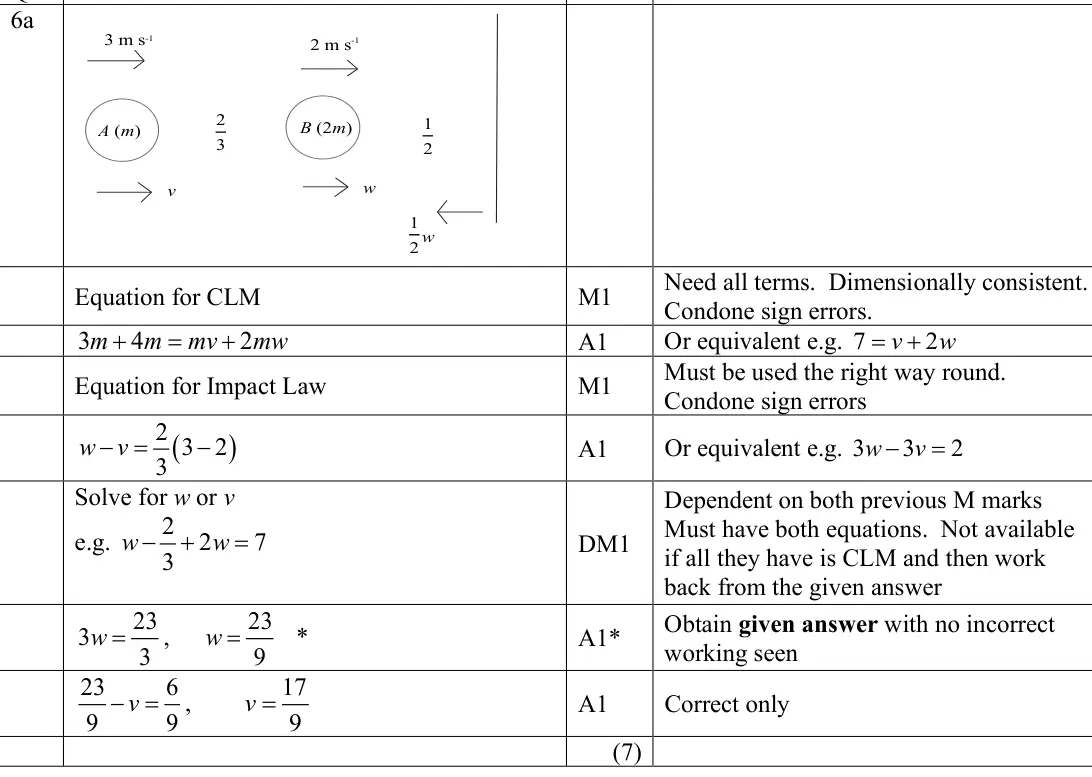 6a
3 m s⁻¹
2 m s⁻¹
A (m)
2/3
B (2m)
1/2
v
w
1/2 w
Equation for CLM
M1
Need all terms. Dimensionally consistent.
Condone sign errors.
3m + 4m = mv + 2mw
A1
Or equivalent e.g. 7 = v + 2w
Equation for Impact Law
M1
Must be used the right way round.
Condone sign errors
w − v = 2/3 (3 − 2)
A1
Or equivalent e.g. 3w − 3v = 2
Solve for w or v
e.g. w − 2/3 + 2w = 7
DM1
Dependent on both previous M marks
Must have both equations. Not available
if all they have is CLM and then work
back from the given answer
3w = 23/3 , w = 23/9 *
A1*
Obtain given answer with no incorrect
working seen
23/9 − v = 6/9 , v = 17/9
A1
Correct only
(7)